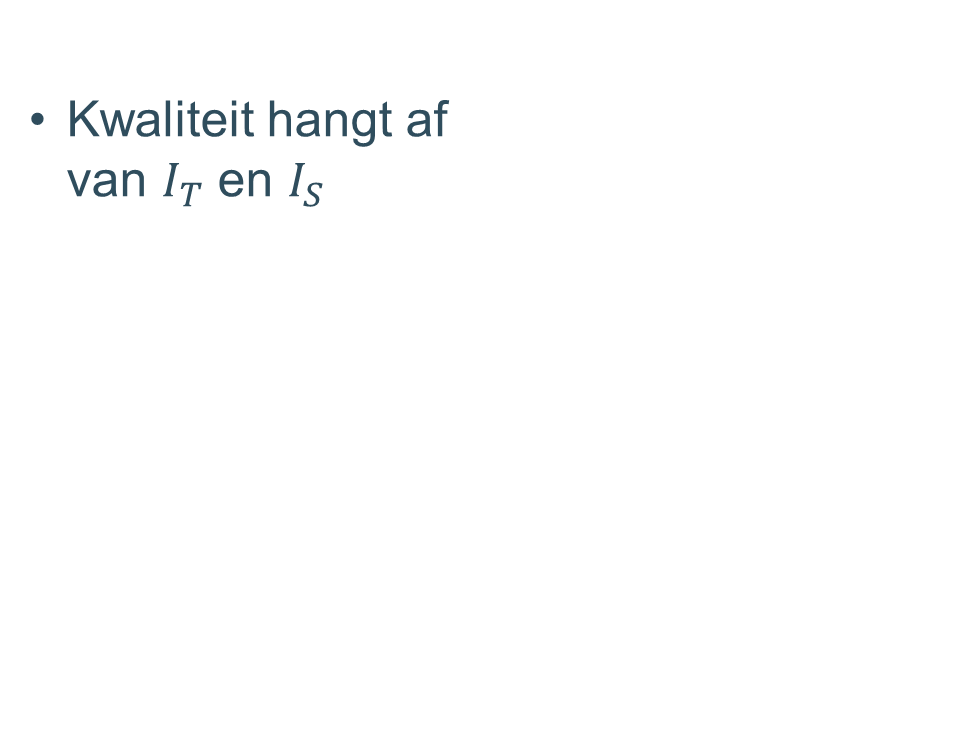 • Kwaliteit hangt af
van $I_T$ en $I_S$